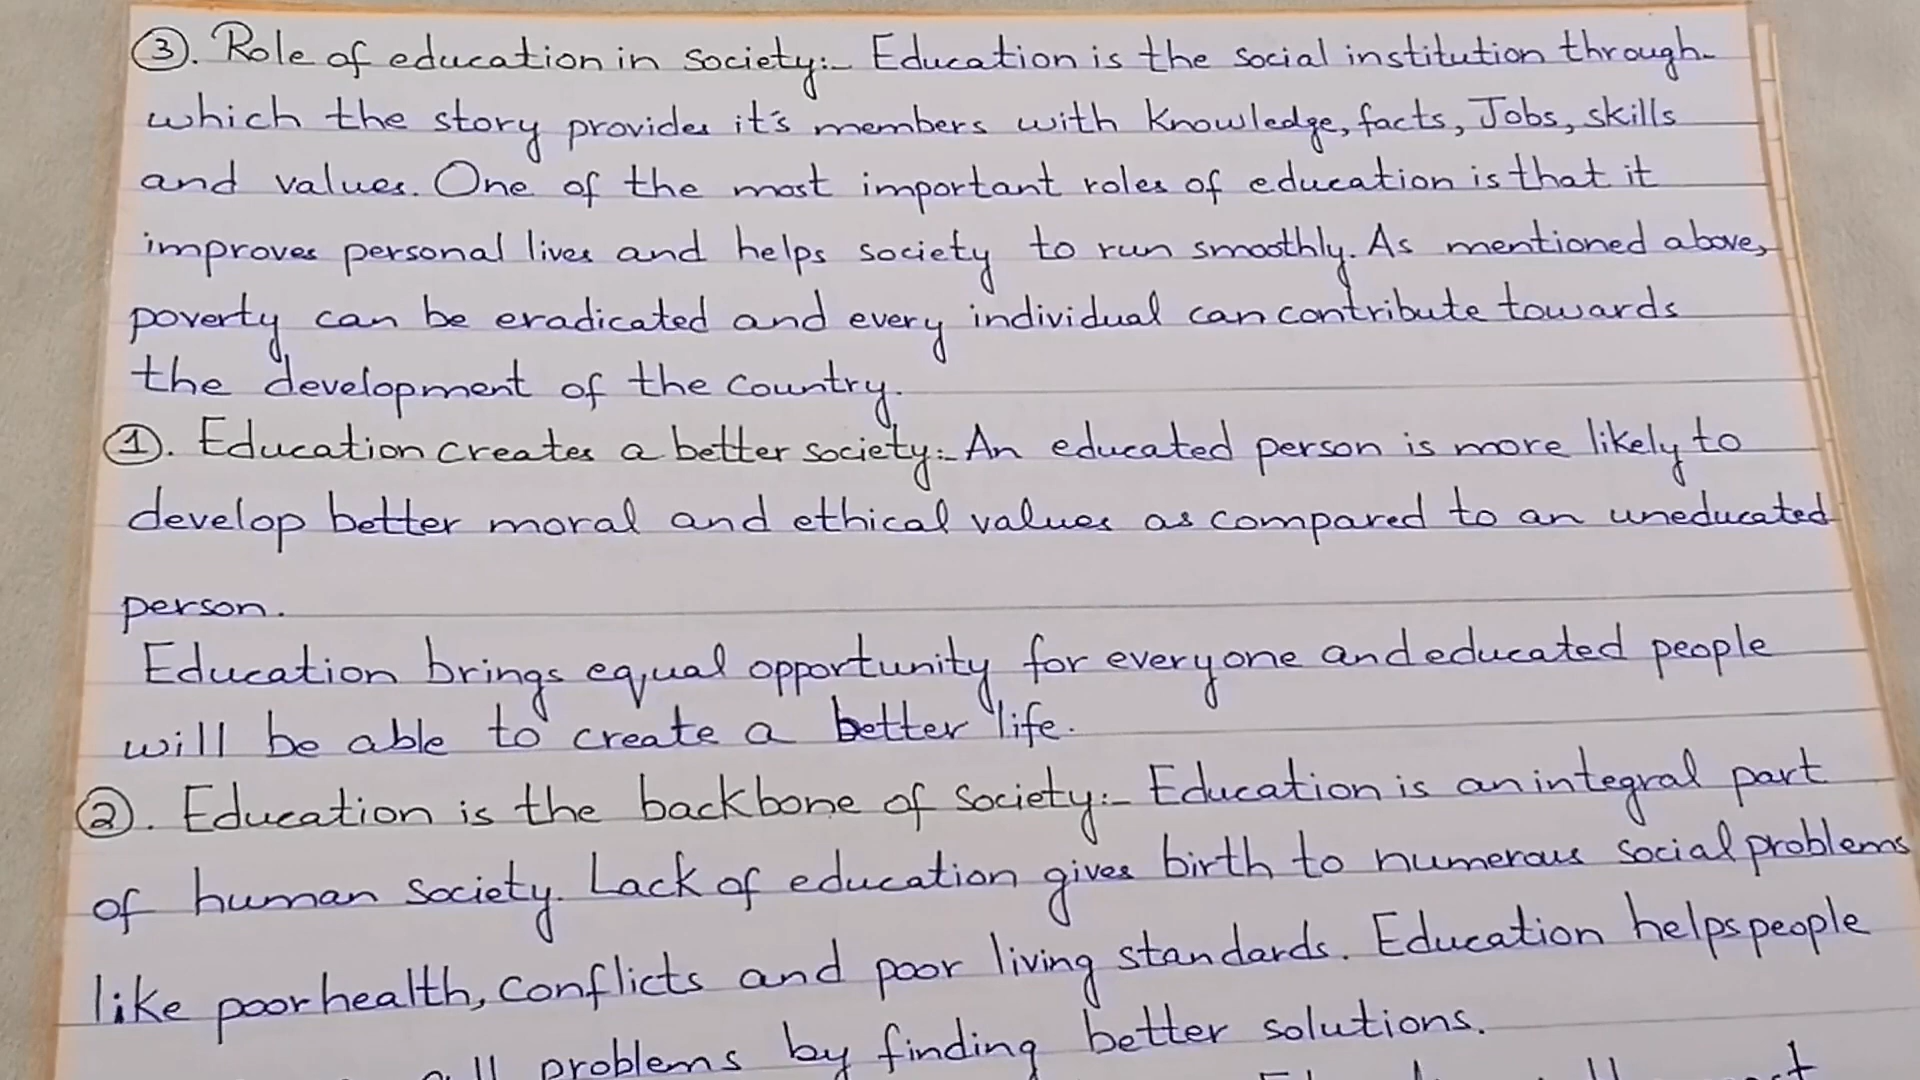 ③. Role of education in society:- Education is the social institution through
which the story provides it's members with knowledge, facts, Jobs, skills
and values. One of the most important roles of education is that it
improves personal lives and helps society to run smoothly. As mentioned above,
poverty can be eradicated and every individual can contribute towards
the development of the country.
①. Education creates a better society:- An educated person is more likely to
develop better moral and ethical values as compared to an uneducated
person.
Education brings equal opportunity for everyone and educated people
will be able to create a better life.
②. Education is the backbone of society:- Education is an integral part
of human society. Lack of education gives birth to numerous social problems
like poor health, conflicts and poor living standards. Education helps people
problems by finding better solutions.